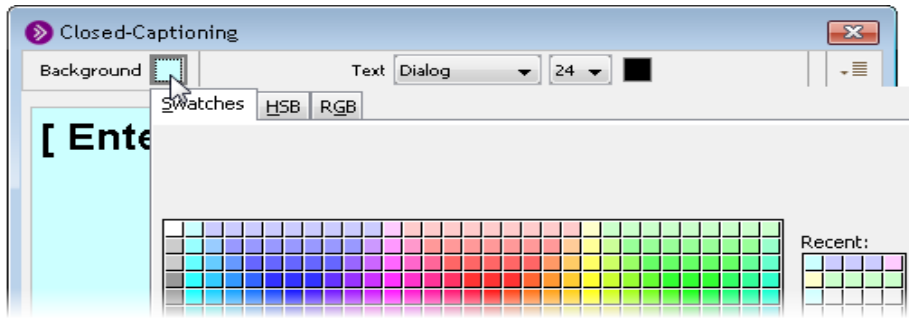 Closed-Captioning
Background Text Dialog 24
Swatches HSB RGB
[ Ente
Recent: